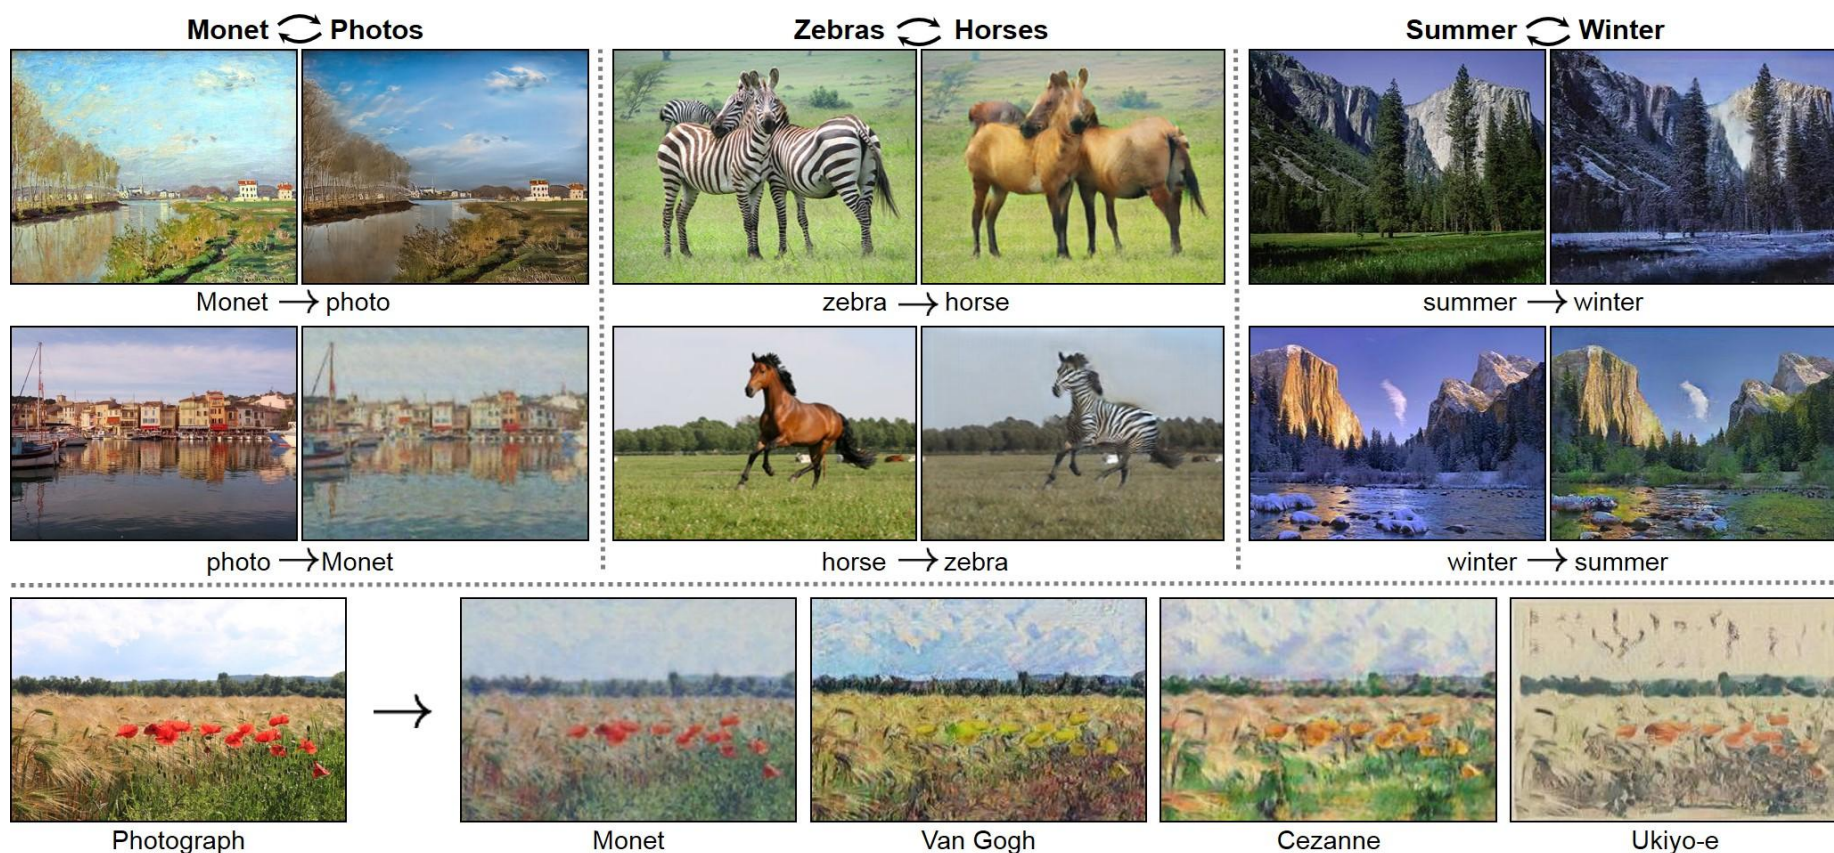 Monet Photos
Zebras Horses
Summer Winter
Monet → photo
zebra → horse
summer → winter
photo → Monet
horse → zebra
winter → summer
Photograph
Monet
Van Gogh
Cezanne
Ukiyo-e